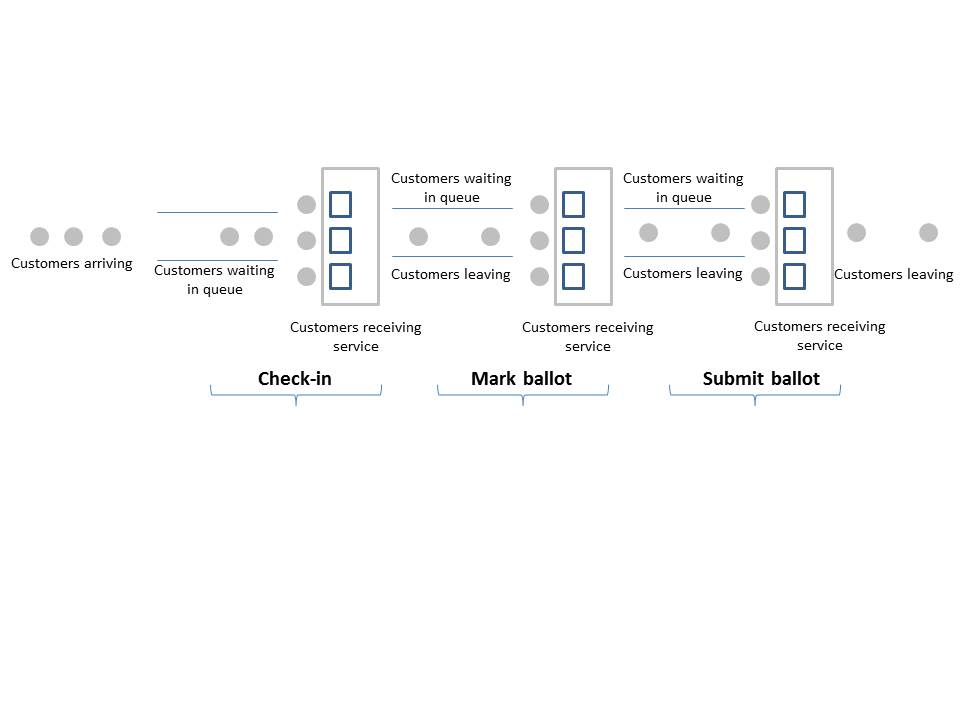 Customers arriving
Customers waiting
in queue
Customers receiving
service
Check-in
Customers waiting
in queue
Customers leaving
Customers receiving
service
Mark ballot
Customers waiting
in queue
Customers leaving
Customers receiving
service
Submit ballot
Customers leaving